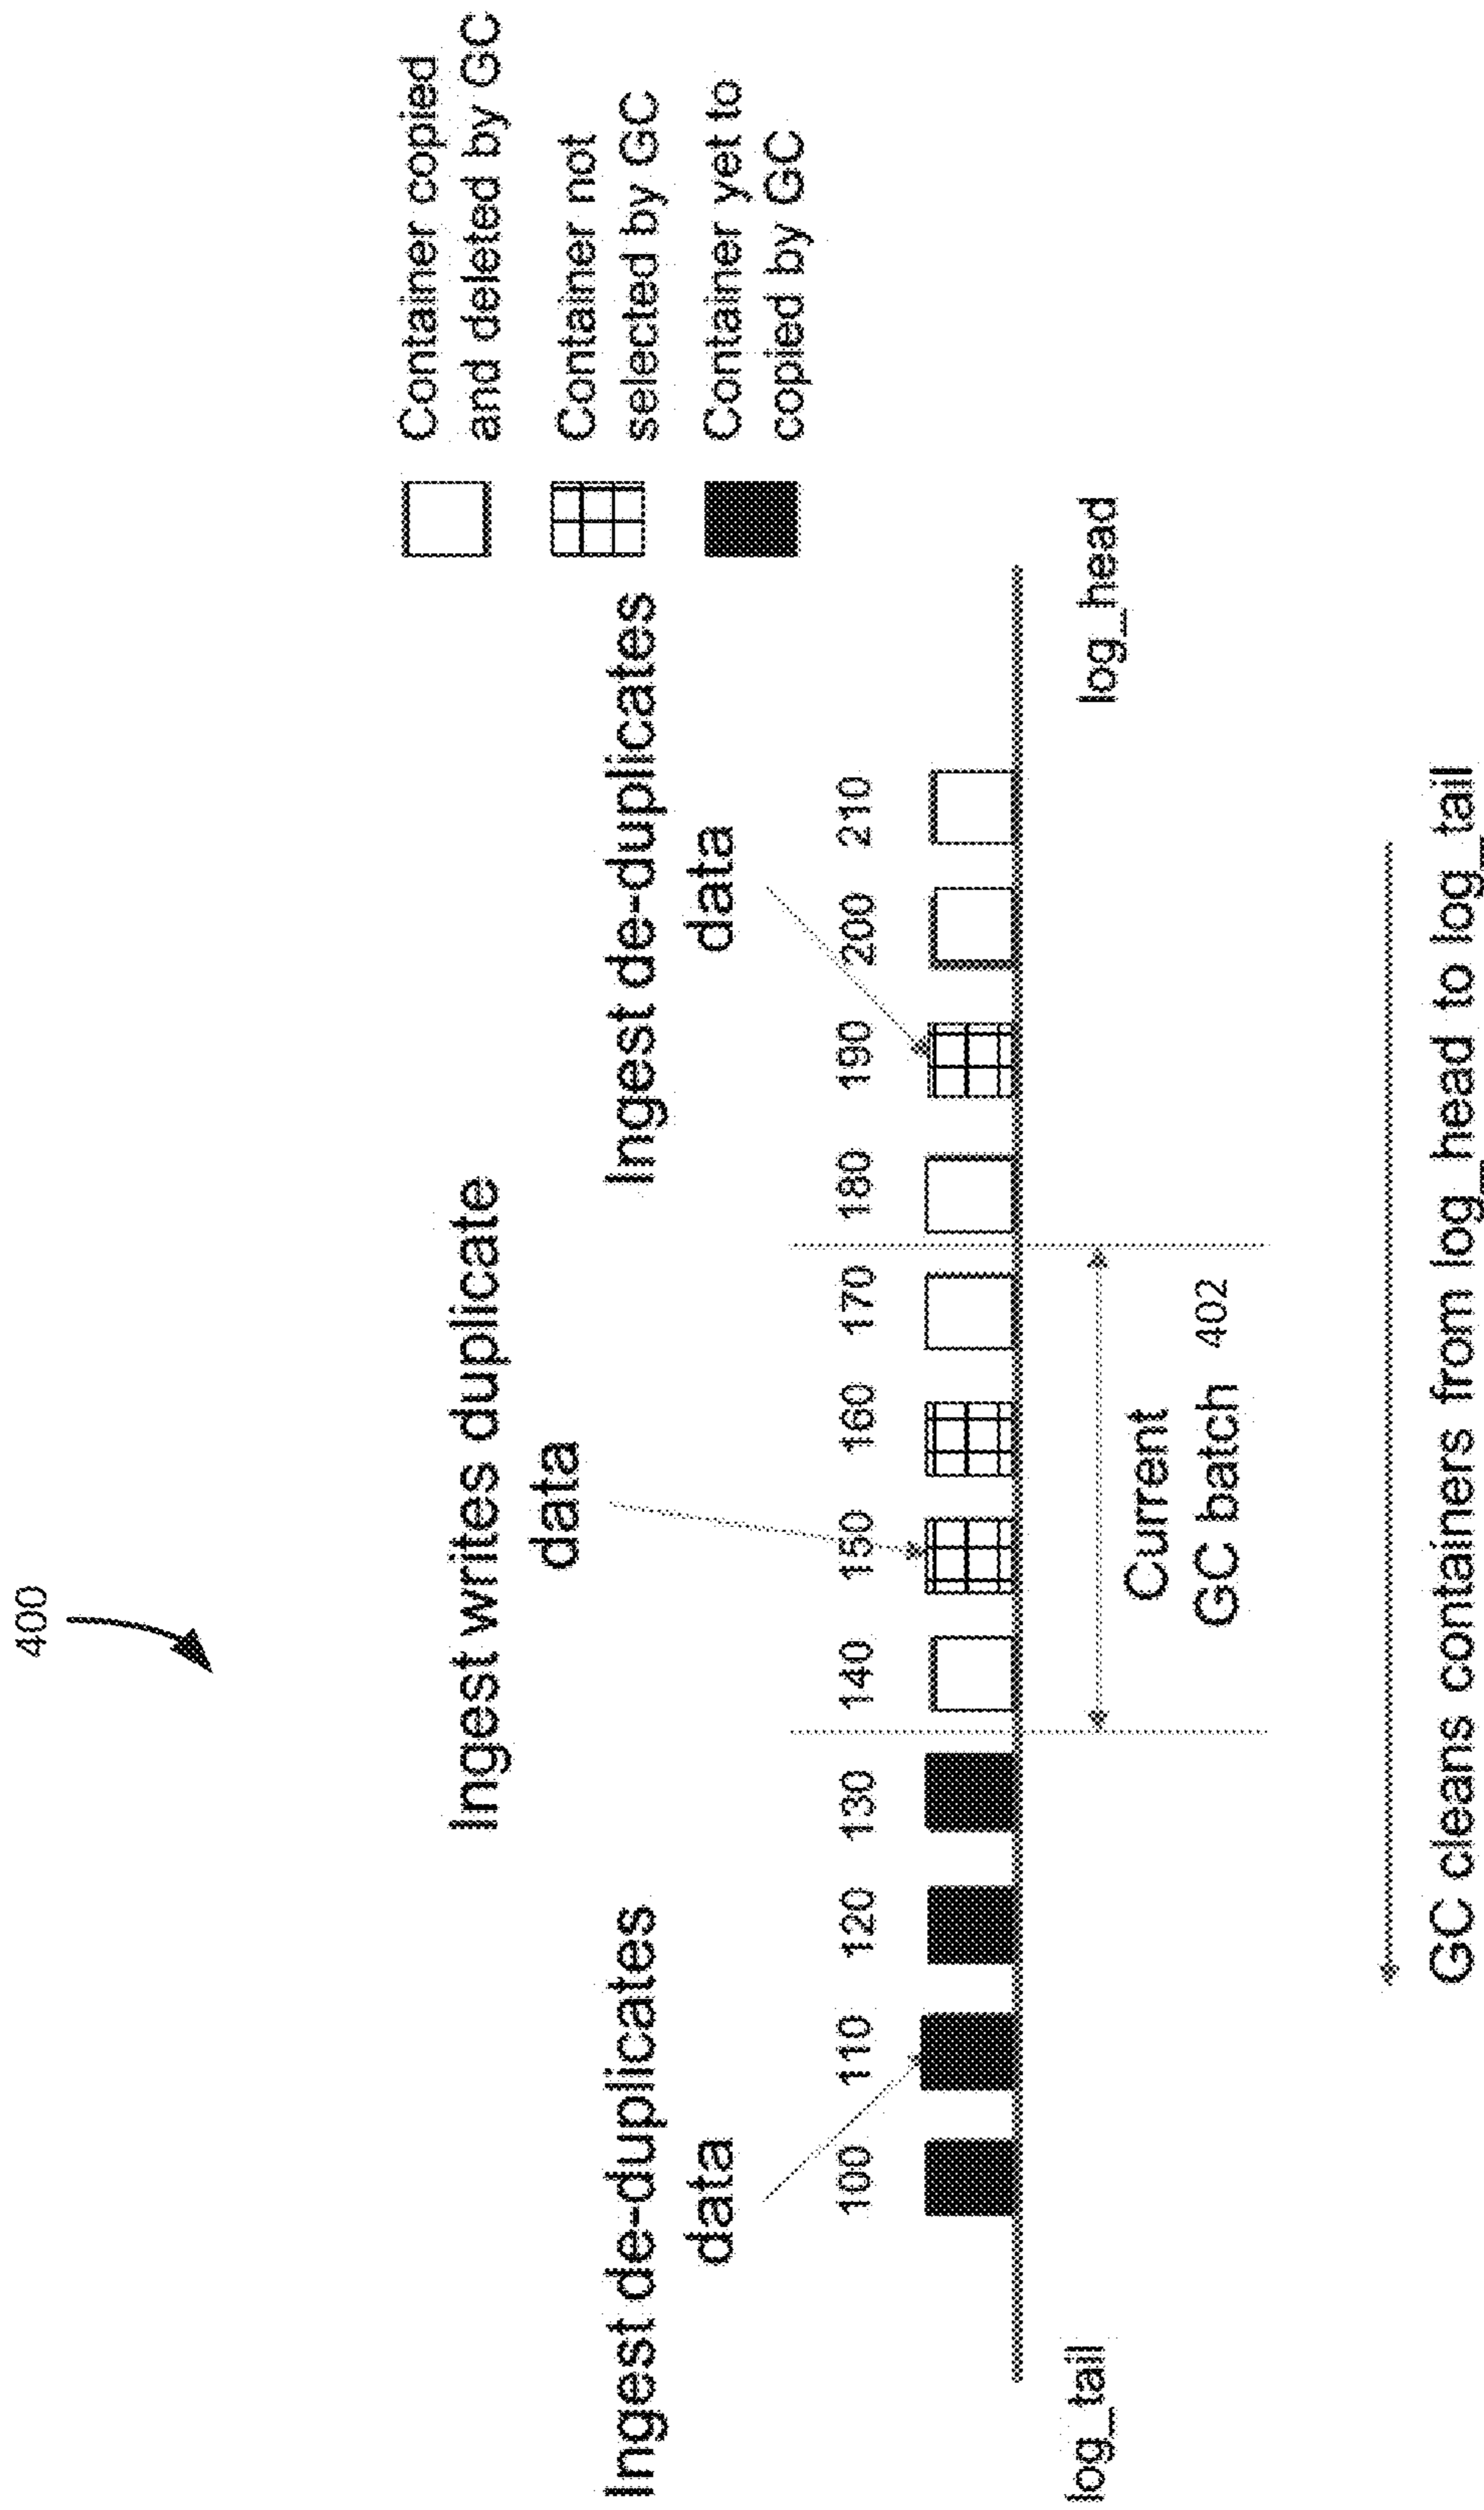 400
Container copied
and deleted by GC
Container not
selected by GC
Container yet to
copied by GC
Ingest writes duplicate
data
Ingest de-duplicates
data
Ingest de-duplicates
data
100 110 120 130 140 150 160 170 180 190 200 210
log_tail
log_head
Current
GC batch 402
GC cleans containers from log_head to log_tail